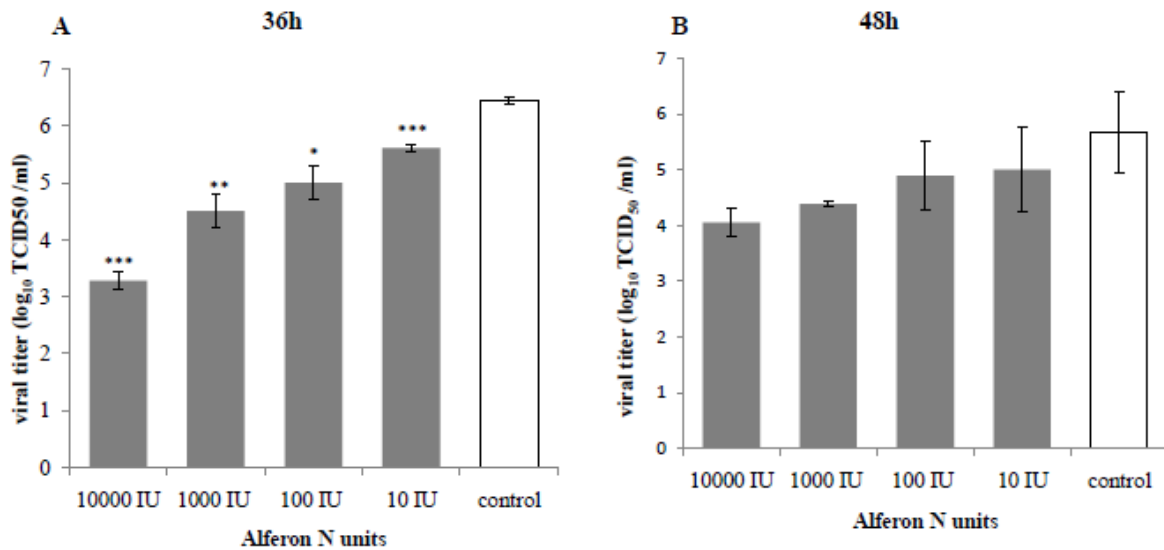 A
36h
viral titer (log₁₀ TCID50 /ml)
7
6
5
4
3
2
1
0
***
**
*
***
10000 IU
1000 IU
100 IU
10 IU
control
Alferon N units
B
48h
viral titer (log₁₀ TCID₅₀ /ml)
7
6
5
4
3
2
1
0
10000 IU
1000 IU
100 IU
10 IU
control
Alferon N units